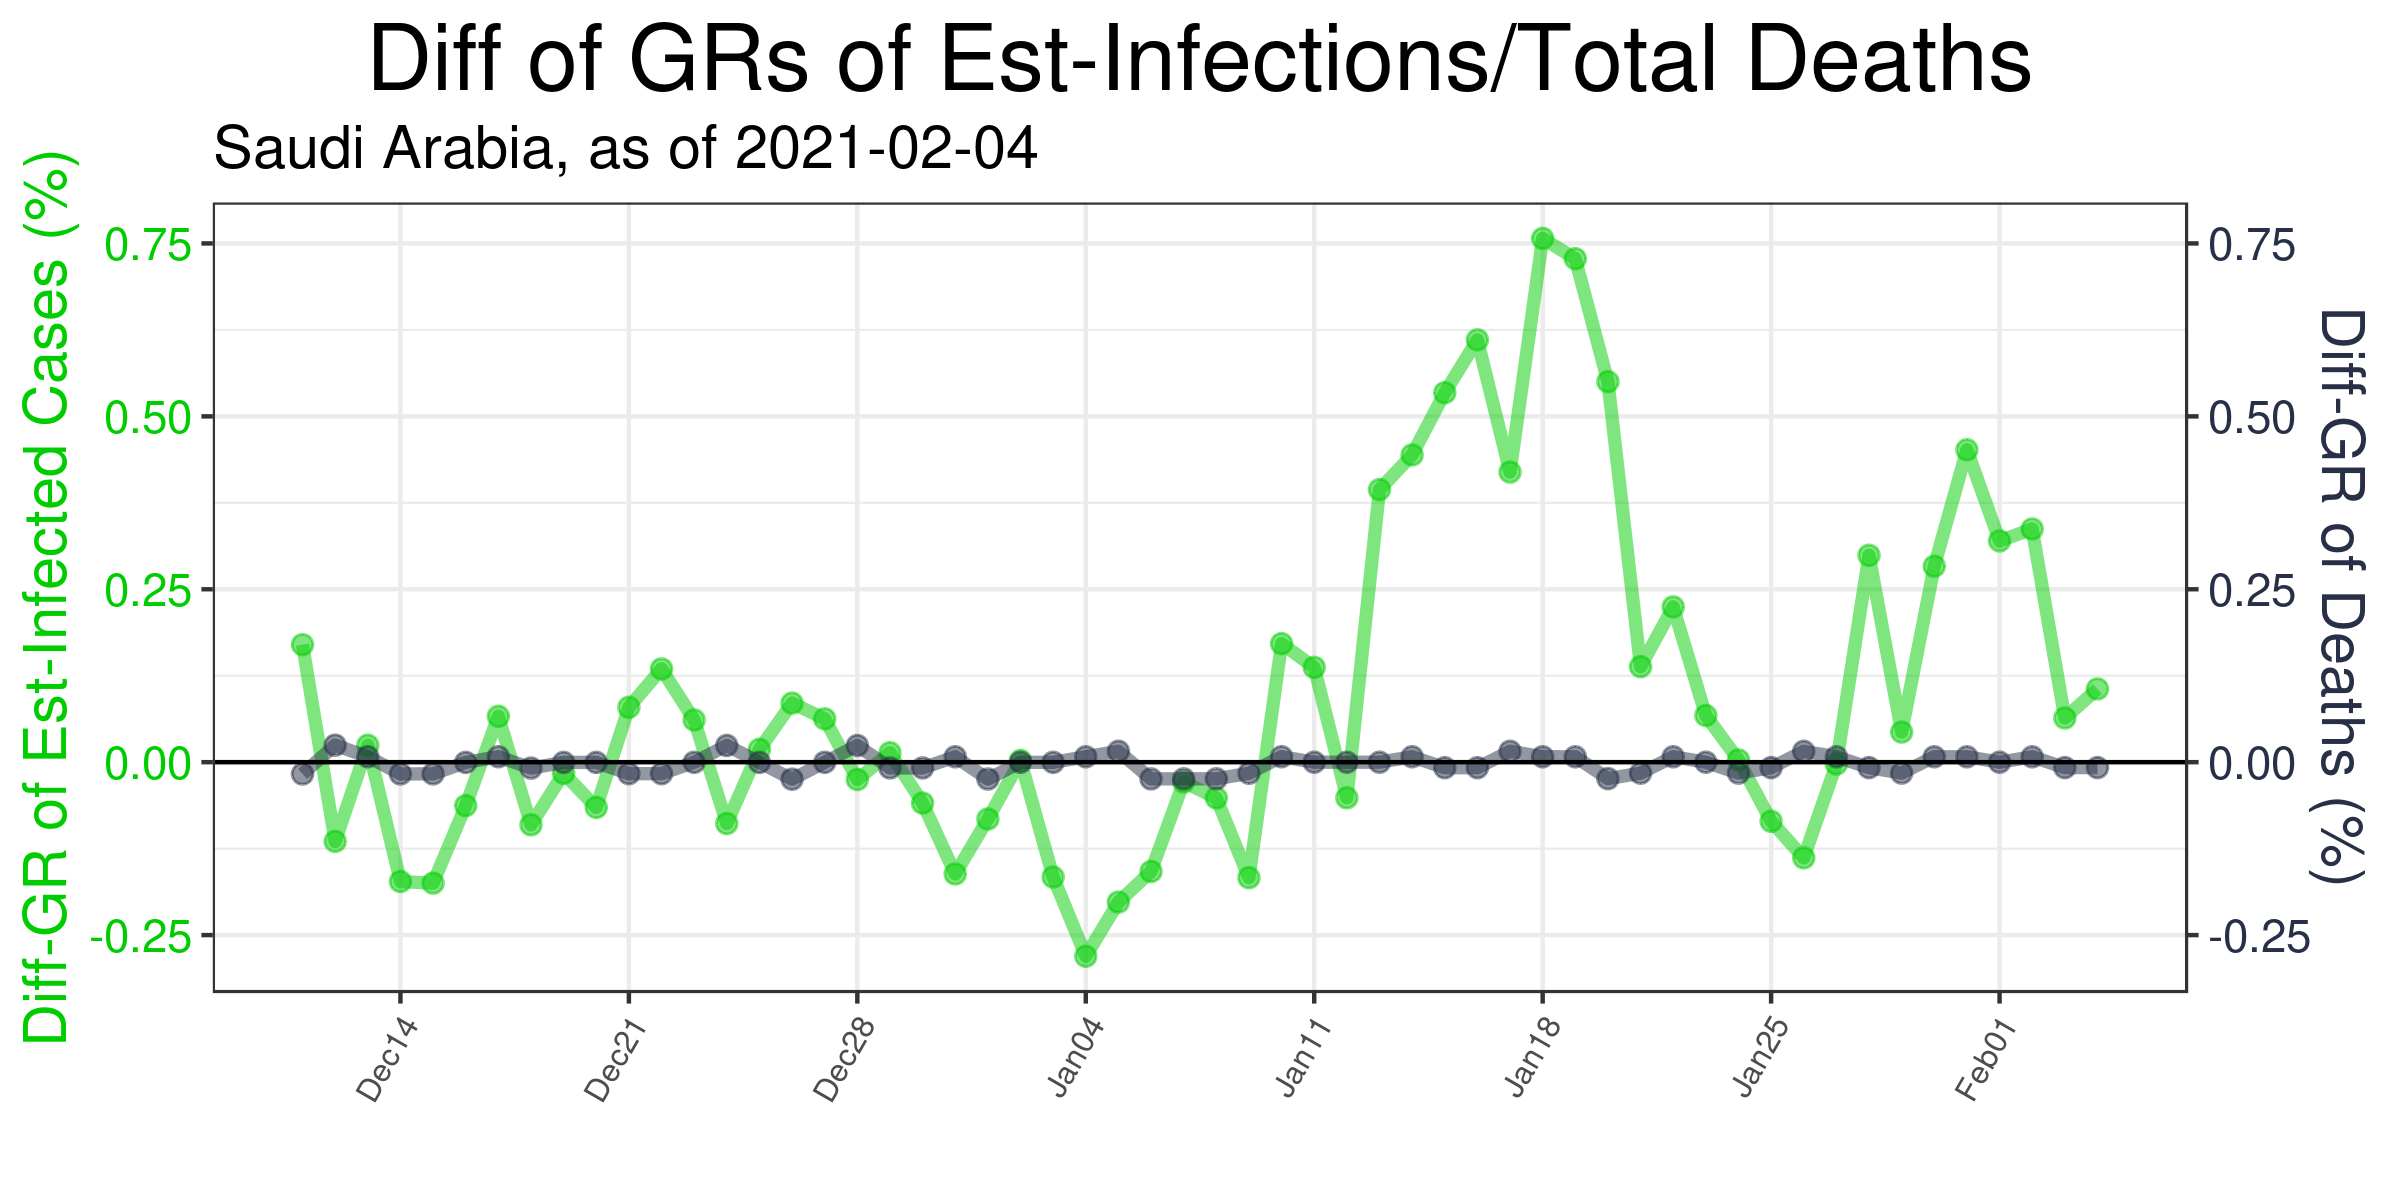 Diff of GRs of Est-Infections/Total Deaths
Saudi Arabia, as of 2021-02-04
Diff-GR of Est-Infected Cases (%)
0.75
0.50
0.25
0.00
-0.25
0.75
0.50
0.25
0.00
-0.25
Diff-GR of Deaths (%)
Dec14
Dec21
Dec28
Jan04
Jan11
Jan18
Jan25
Feb01